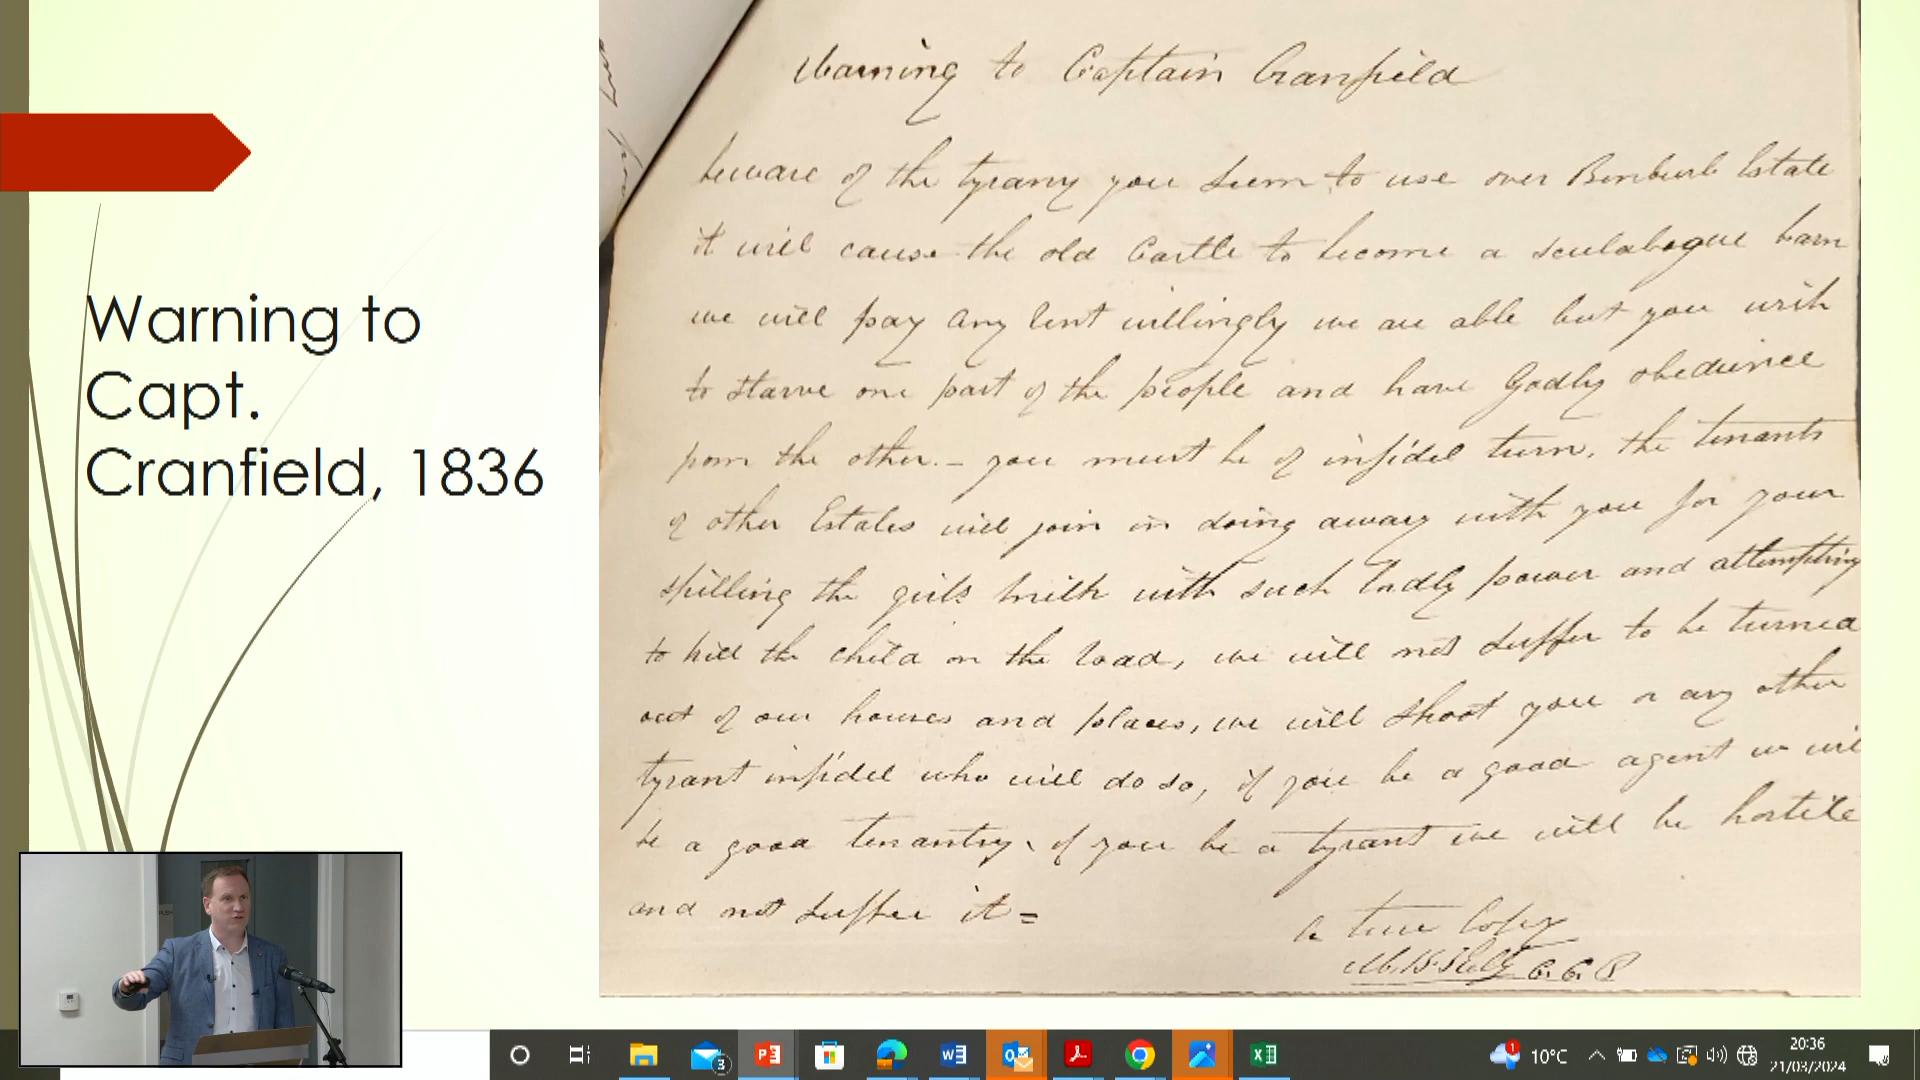 Warning to
Capt.
Cranfield, 1836
Warning to Captain Cranfield
beware of the tyrany you seem to use over Benburb Estate
it will cause the old Castle to become a sculabogue barn
we will pay any rent willingly we are able but you wish
to starve one part of the people and have Godly obedience
from the other. - you must be of infidel turn, the tenants
of other Estates will join in doing away with you for your
spilling the girls milk with such Godly power and attempting
to kill the child on the road, we will not suffer to be turned
out of our houses and places, we will shoot you or any other
tyrant infidel who will do so, if you be a good agent we will
be a good tenantry, if you be a tyrant we will be hostile
and not suffer it =
A true Copy
20:36
10°C
21/03/2024